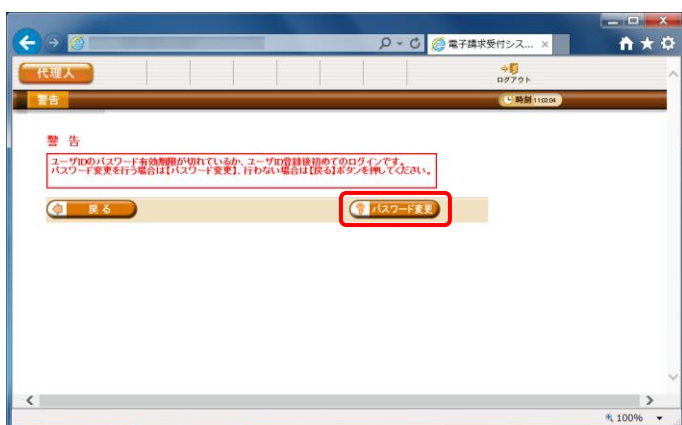 電子請求受付シス...
代理人
ログアウト
警告
時刻 11:03:04
警 告
ユーザIDのパスワード有効期限が切れているか、ユーザID登録後初めてのログインです。
パスワード変更を行う場合は【パスワード変更】、行わない場合は【戻る】ボタンを押してください。
戻 る
パスワード変更
100%